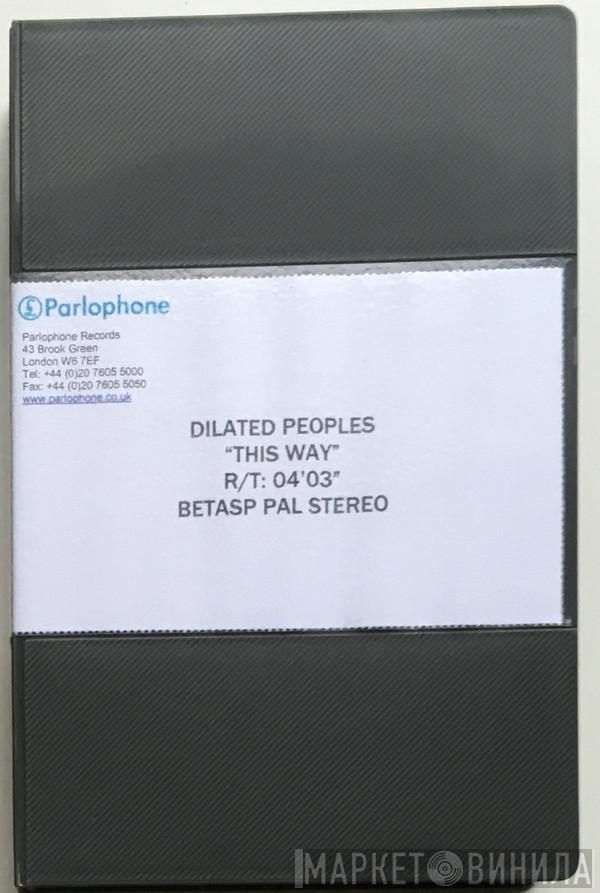 £ Parlophone
Parlophone Records
43 Brook Green
London W6 7EF
Tel: +44 (0)20 7605 5000
Fax: +44 (0)20 7605 5050
www.parlophone.co.uk
DILATED PEOPLES
“THIS WAY”
R/T: 04’03”
BETASP PAL STEREO
МАРКЕТ ВИНИЛА